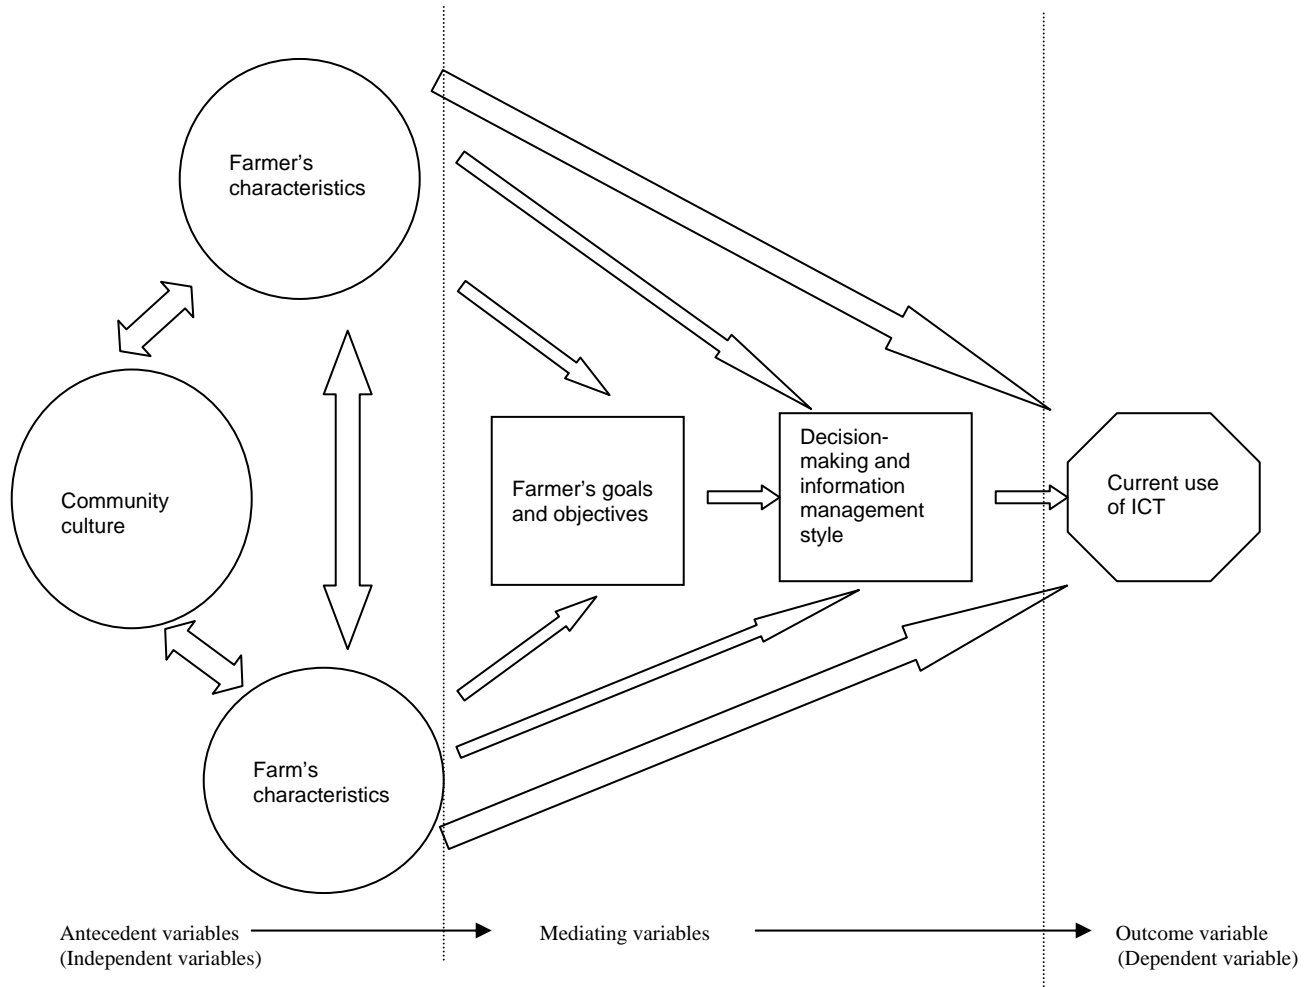 Farmer’s
characteristics
Community
culture
Farm’s
characteristics
Farmer’s goals
and objectives
Decision-
making and
information
management
style
Current use
of ICT
Antecedent variables
(Independent variables)
Mediating variables
Outcome variable
(Dependent variable)